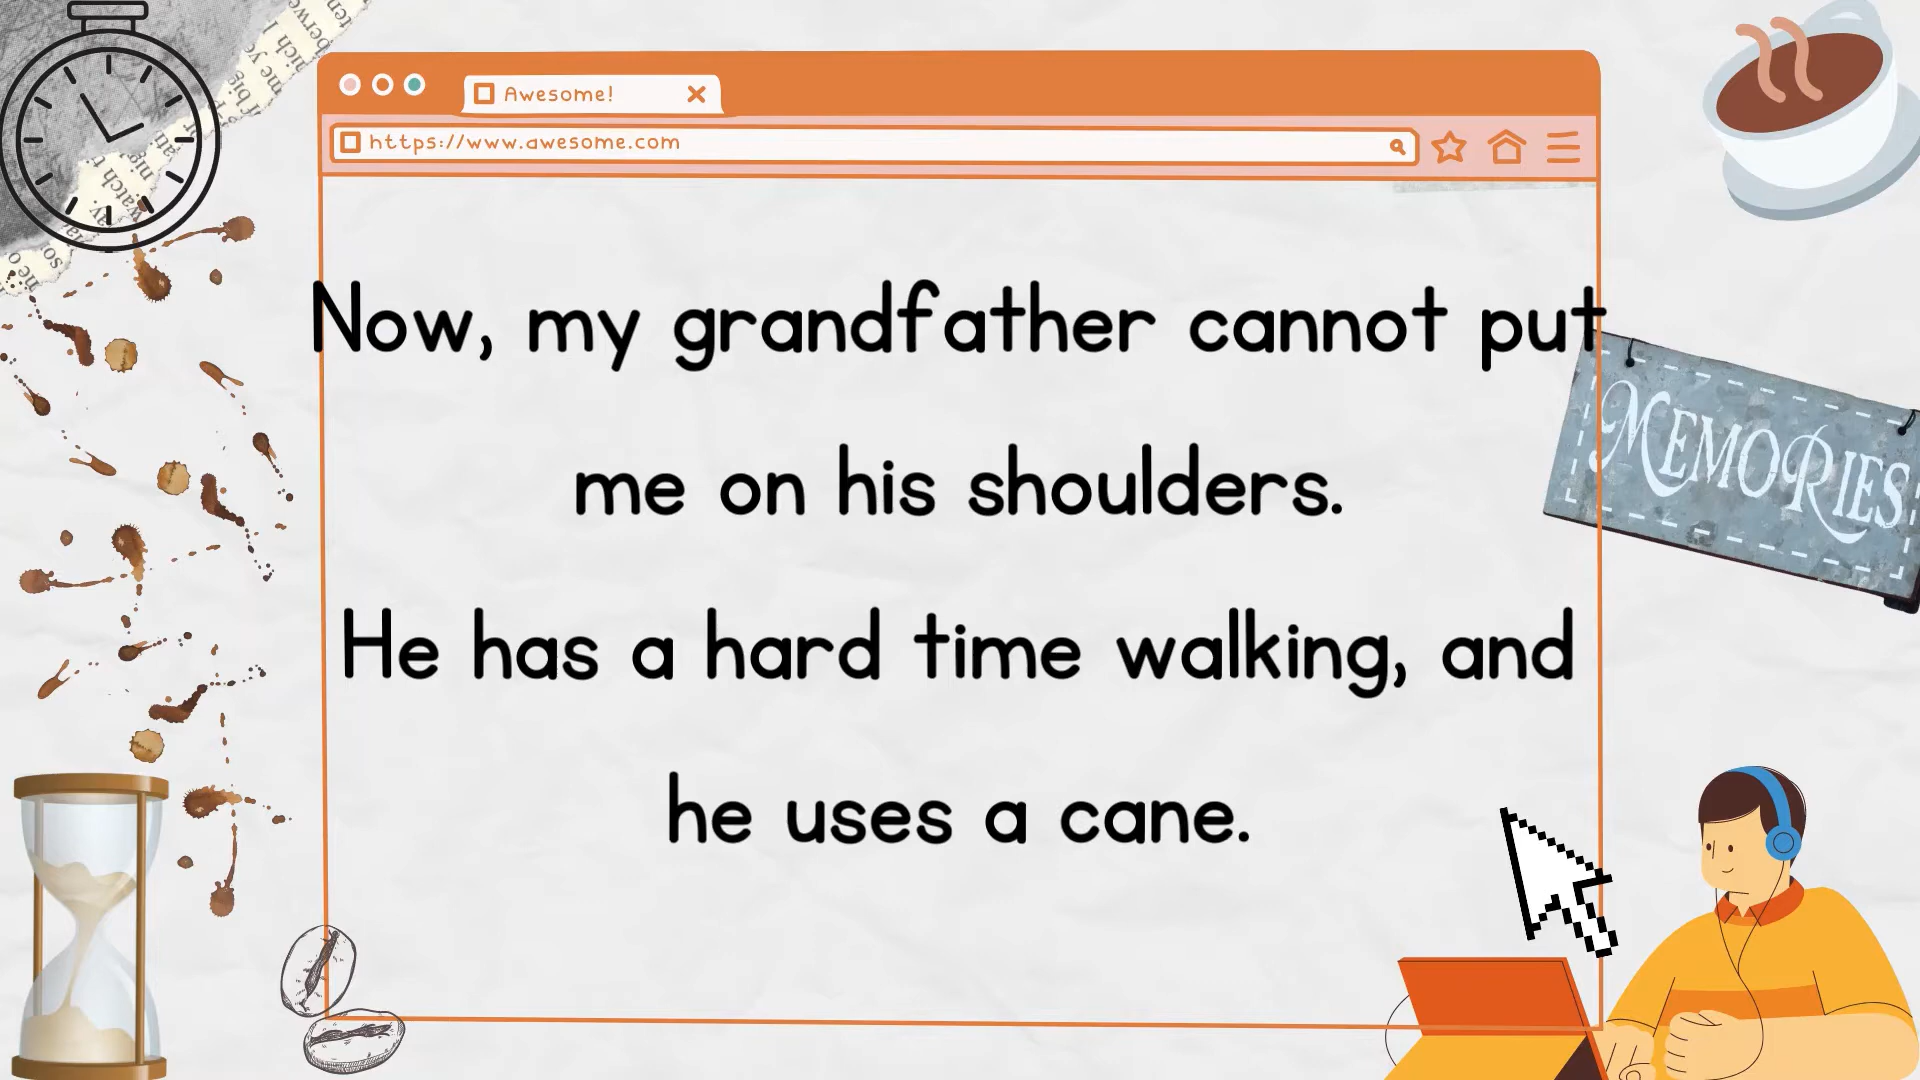 Awesome!
https://www.awesome.com
Now, my grandfather cannot put
me on his shoulders.
He has a hard time walking, and
he uses a cane.
MEMORIES